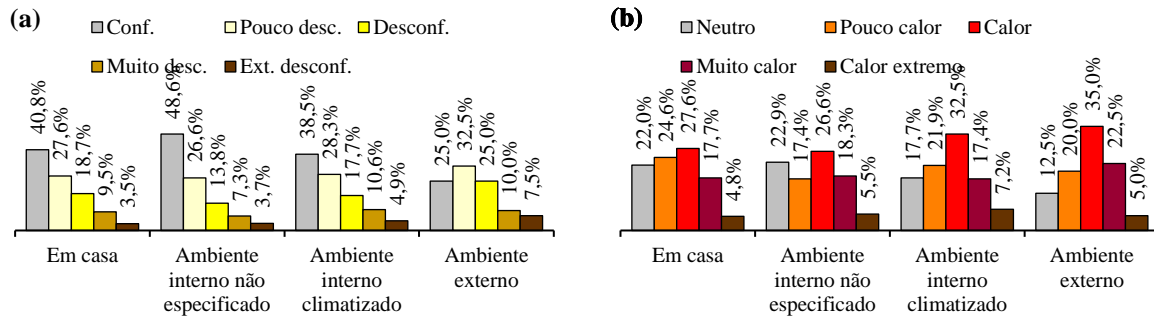 (a)
Conf. Pouco desc. Desconf.
Muito desc. Ext. desconf.
40,8% 27,6% 18,7% 9,5% 3,5%
48,6% 26,6% 13,8% 7,3% 3,7%
38,5% 28,3% 17,7% 10,6% 4,9%
25,0% 32,5% 25,0% 10,0% 7,5%
Em casa
Ambiente
interno não
especificado
Ambiente
interno
climatizado
Ambiente
externo
(b)
Neutro Pouco calor Calor
Muito calor Calor extremo
22,0% 24,6% 27,6% 17,7% 4,8%
22,9% 17,4% 26,6% 18,3% 5,5%
17,7% 21,9% 32,5% 17,4% 7,2%
12,5% 20,0% 35,0% 22,5% 5,0%
Em casa
Ambiente
interno não
especificado
Ambiente
interno
climatizado
Ambiente
externo